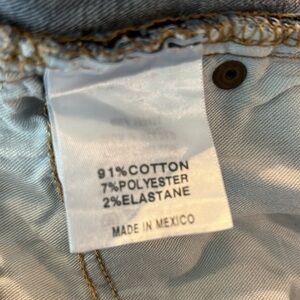 91%COTTON
7%POLYESTER
2%ELASTANE
MADE IN MEXICO